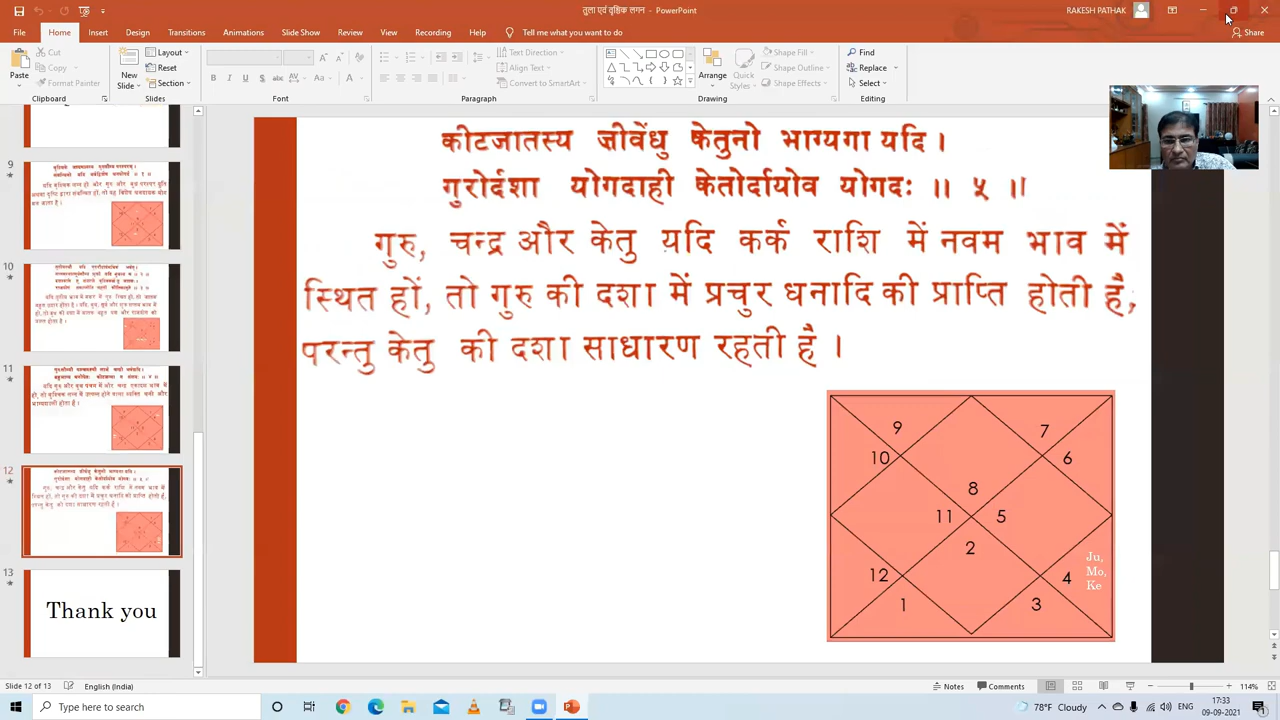 तुला एवं वृश्चिक लगन - PowerPoint
RAKESH PATHAK
File Home Insert Design Transitions Animations Slide Show Review View Recording Help Tell me what you want to do
Share
Paste
Cut
Copy
Format Painter
Clipboard
New Slide
Layout
Reset
Section
Slides
Font
Text Direction
Align Text
Convert to SmartArt
Paragraph
Arrange
Quick Styles
Shape Fill
Shape Outline
Shape Effects
Drawing
Find
Replace
Select
Editing
9
10
11
12
13
Thank you
कीटजातस्य जीवेंधु केतुनो भाग्यगा यदि ।
गुरोर्दशा योगदाही केतोर्दायोव योगदः ॥ ५ ॥
गुरु, चन्द्र और केतु यदि कर्क राशि में नवम भाव में
स्थित हों, तो गुरु की दशा में प्रचुर धनादि की प्राप्ति होती है,
परन्तु केतु की दशा साधारण रहती है ।
9
7
10
6
8
11
5
2
Ju,
Mo,
Ke
12
4
1
3
Slide 12 of 13
English (India)
Notes
Comments
114%
Type here to search
78°F Cloudy
ENG
17:33
09-09-2021